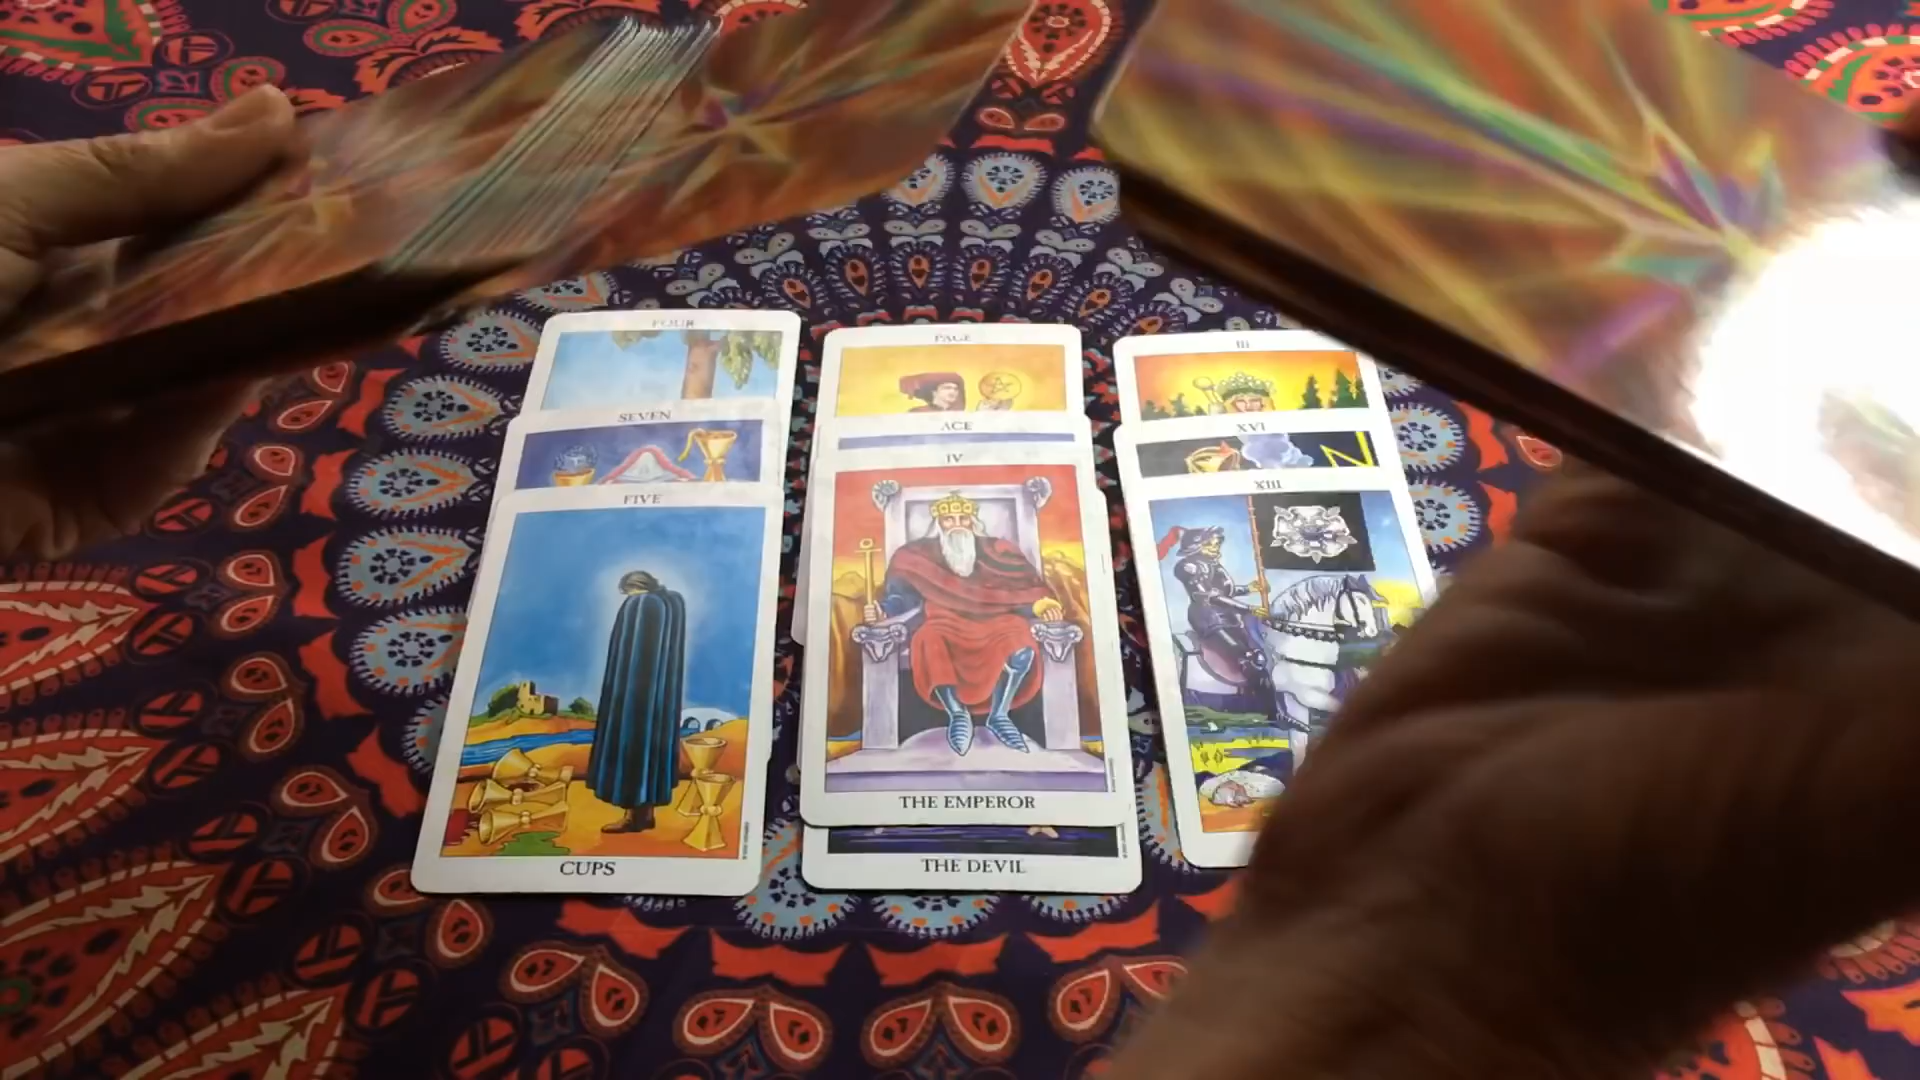 FOUR
SEVEN
FIVE
CUPS
PAGE
ACE
IV
THE EMPEROR
THE DEVIL
III
XVI
XIII